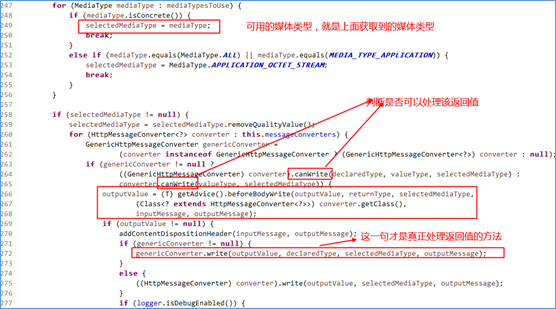 247 for (MediaType mediaType : mediaTypesToUse) {
248 if (mediaType.isConcrete()) {
249 selectedMediaType = mediaType; 可用的媒体类型，就是上面获取到的媒体类型
250 break;
251 }
252 else if (mediaType.equals(MediaType.ALL) || mediaType.equals(MEDIA_TYPE_APPLICATION)) {
253 selectedMediaType = MediaType.APPLICATION_OCTET_STREAM;
254 break;
255 }
256 }
257
258 if (selectedMediaType != null) {
259 selectedMediaType = selectedMediaType.removeQualityValue(); 判断是否可以处理该返回值
260 for (HttpMessageConverter<?> converter : this.messageConverters) {
261 GenericHttpMessageConverter genericConverter =
262 (converter instanceof GenericHttpMessageConverter ? (GenericHttpMessageConverter<?>) converter : null);
263 if (genericConverter != null ?
264 ((GenericHttpMessageConverter) converter).canWrite(declaredType, valueType, selectedMediaType) :
265 converter.canWrite(valueType, selectedMediaType)) {
266 outputValue = (T) getAdvice().beforeBodyWrite(outputValue, returnType, selectedMediaType,
267 (Class<? extends HttpMessageConverter<?>>) converter.getClass(),
268 inputMessage, outputMessage);
269 if (outputValue != null) {
270 addContentDispositionHeader(inputMessage, outputMessage);
271 if (genericConverter != null) { 这一句才是真正处理返回值的方法
272 genericConverter.write(outputValue, declaredType, selectedMediaType, outputMessage);
273 }
274 else {
275 ((HttpMessageConverter) converter).write(outputValue, selectedMediaType, outputMessage);
276 }
277 if (logger.isDebugEnabled()) {